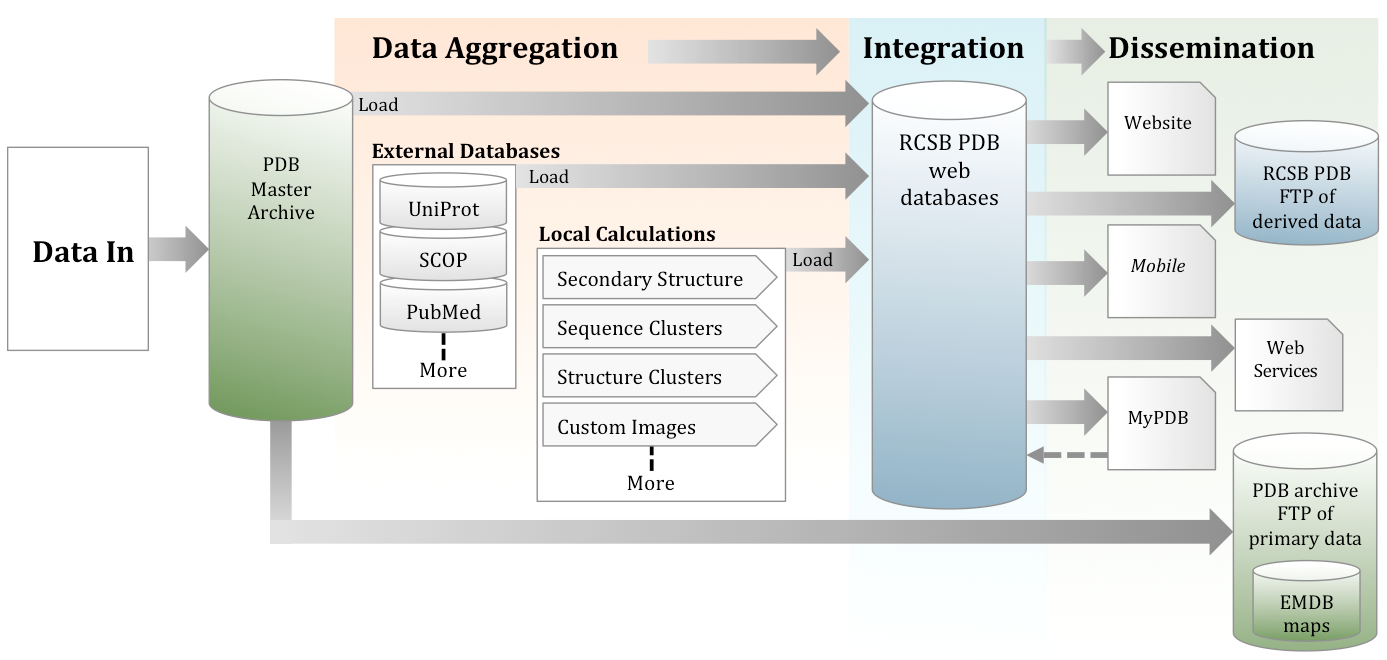 Data Aggregation
Integration
Dissemination
Data In
PDB
Master
Archive
Load
External Databases
Load
UniProt
SCOP
PubMed
More
Local Calculations
Load
Secondary Structure
Sequence Clusters
Structure Clusters
Custom Images
More
RCSB PDB
web
databases
Website
RCSB PDB
FTP of
derived data
Mobile
Web
Services
MyPDB
PDB archive
FTP of
primary data
EMDB
maps